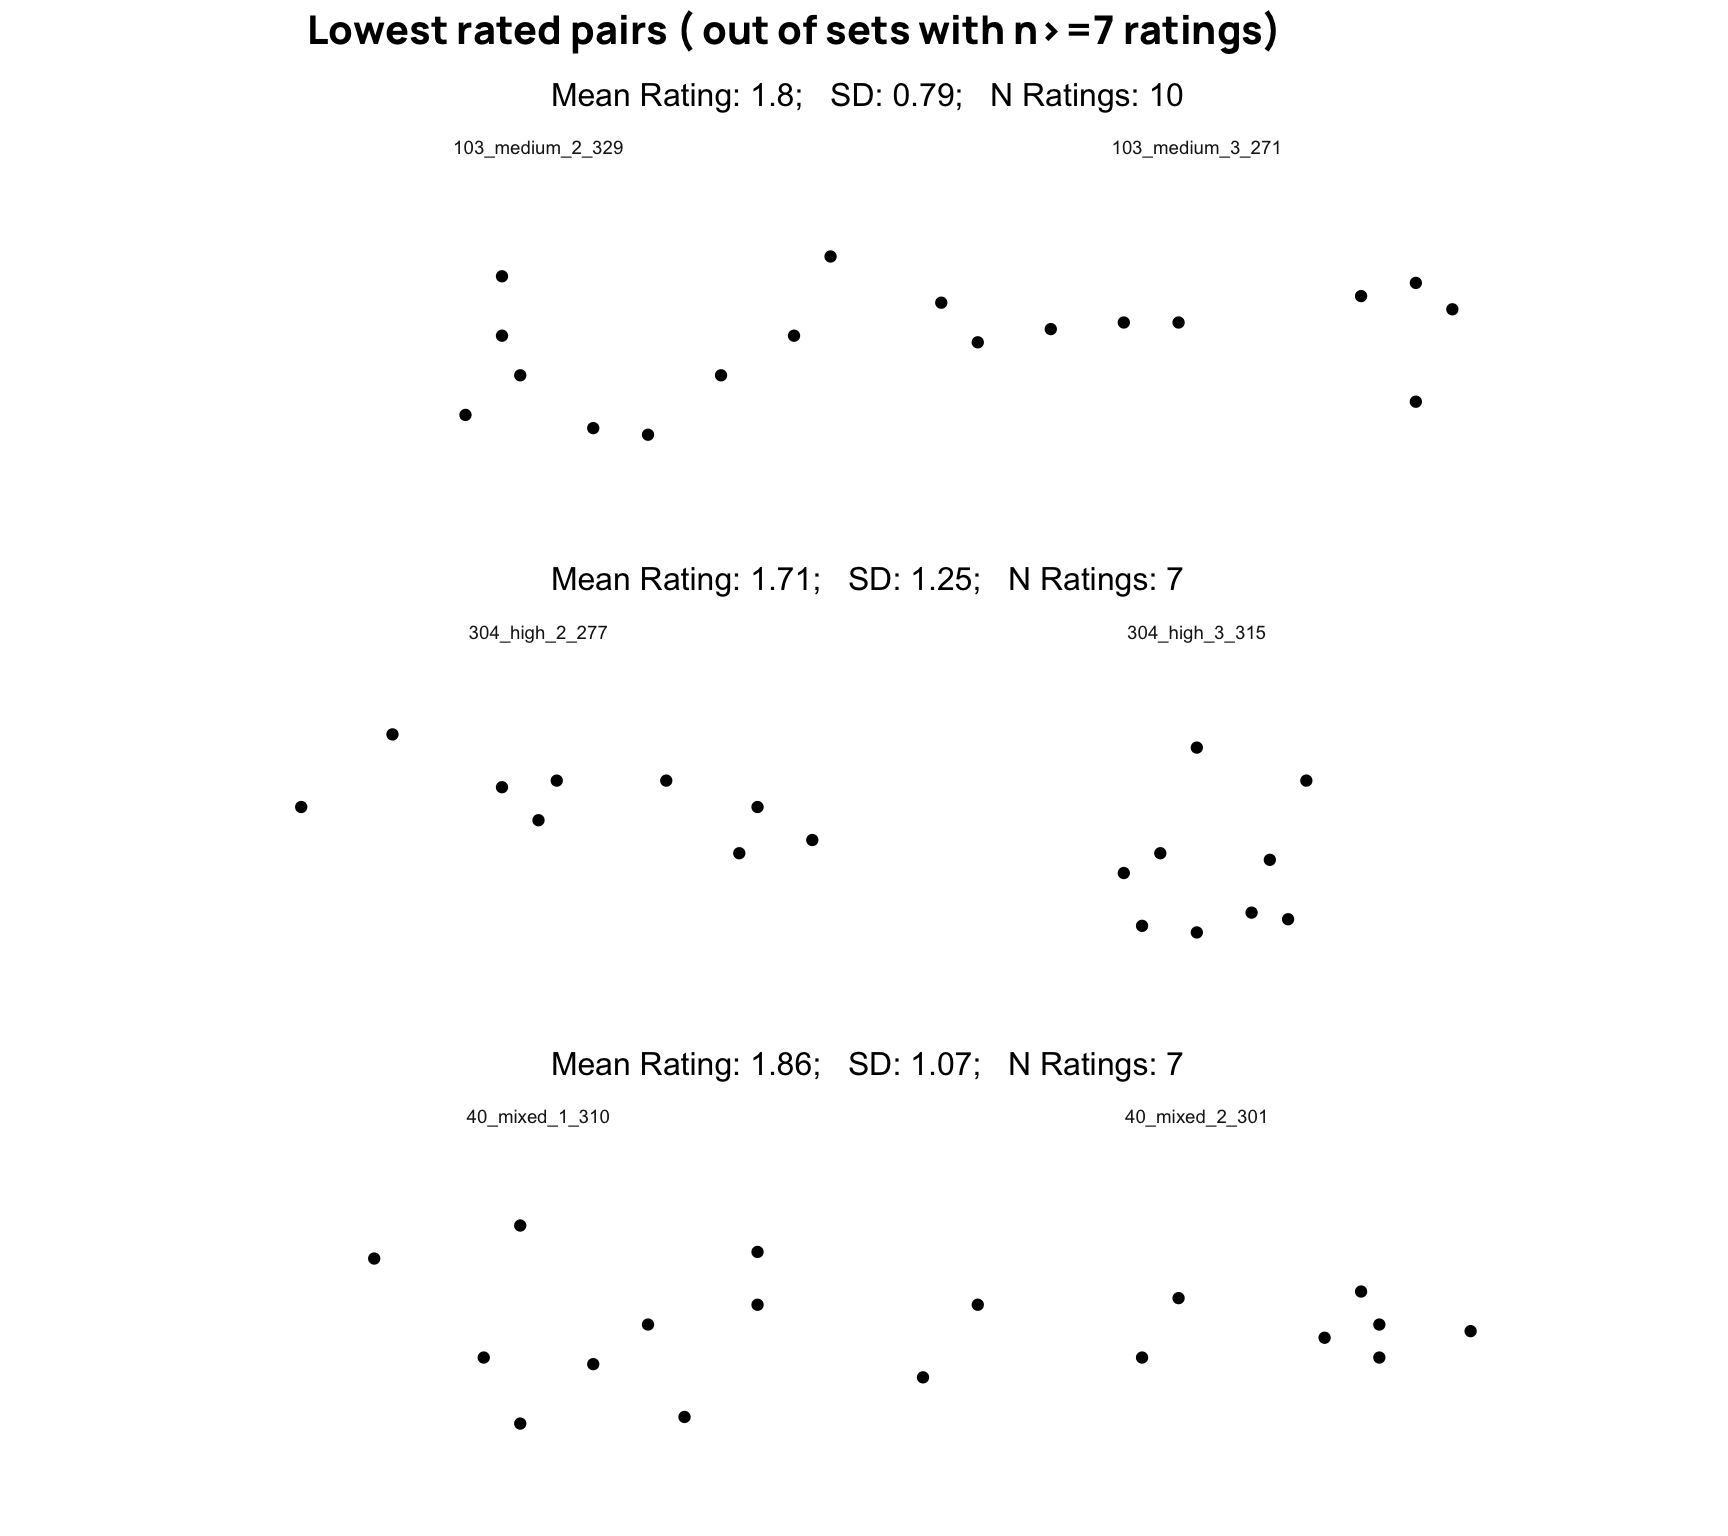 Lowest rated pairs ( out of sets with n>=7 ratings)
Mean Rating: 1.8; SD: 0.79; N Ratings: 10
103_medium_2_329 103_medium_3_271
Mean Rating: 1.71; SD: 1.25; N Ratings: 7
304_high_2_277 304_high_3_315
Mean Rating: 1.86; SD: 1.07; N Ratings: 7
40_mixed_1_310 40_mixed_2_301